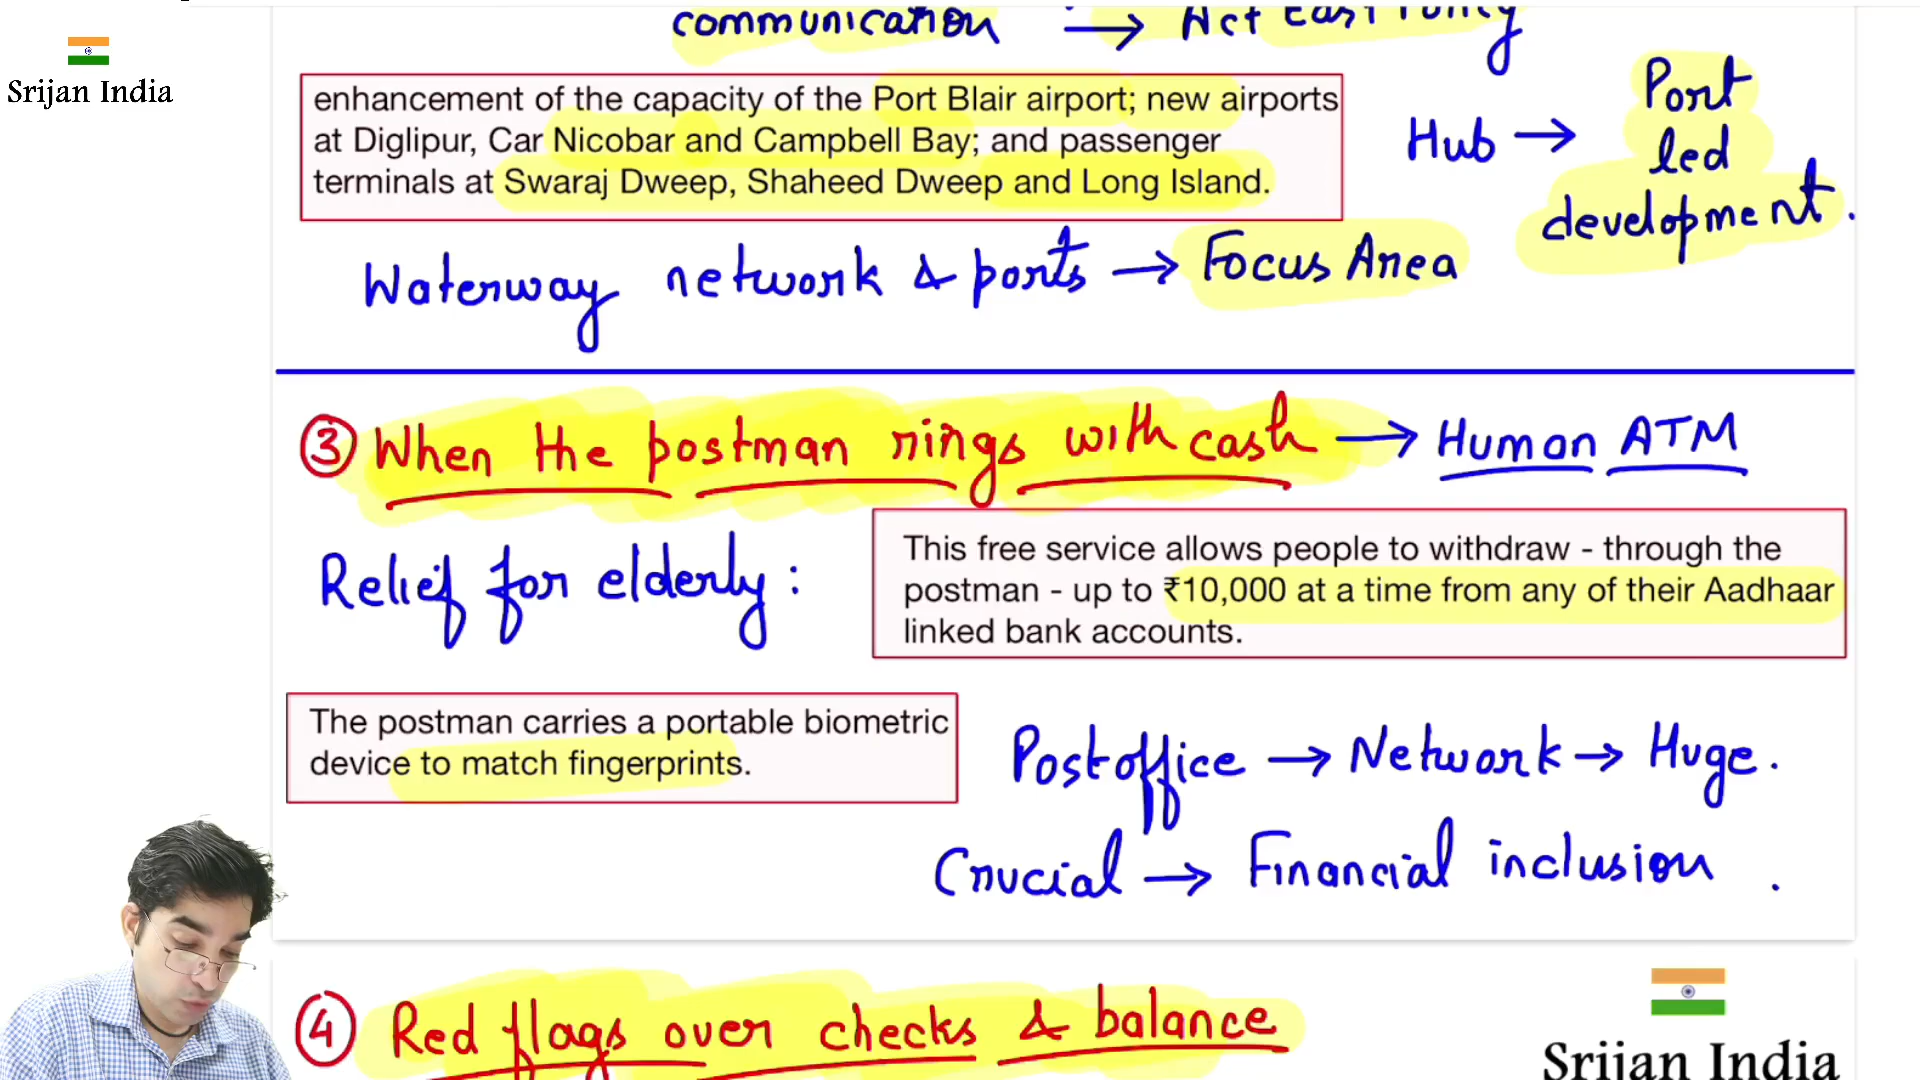 communication → Act East Policy
Srijan India
enhancement of the capacity of the Port Blair airport; new airports
at Diglipur, Car Nicobar and Campbell Bay; and passenger
terminals at Swaraj Dweep, Shaheed Dweep and Long Island.
Hub → Port
led
development.
Waterway network & ports → Focus Area
③ When the postman rings with cash → Human ATM
Relief for elderly:
This free service allows people to withdraw - through the
postman - up to ₹10,000 at a time from any of their Aadhaar
linked bank accounts.
The postman carries a portable biometric
device to match fingerprints.
Post office → Network → Huge.
Crucial → Financial inclusion.
④ Red flags over checks & balance
Srijan India